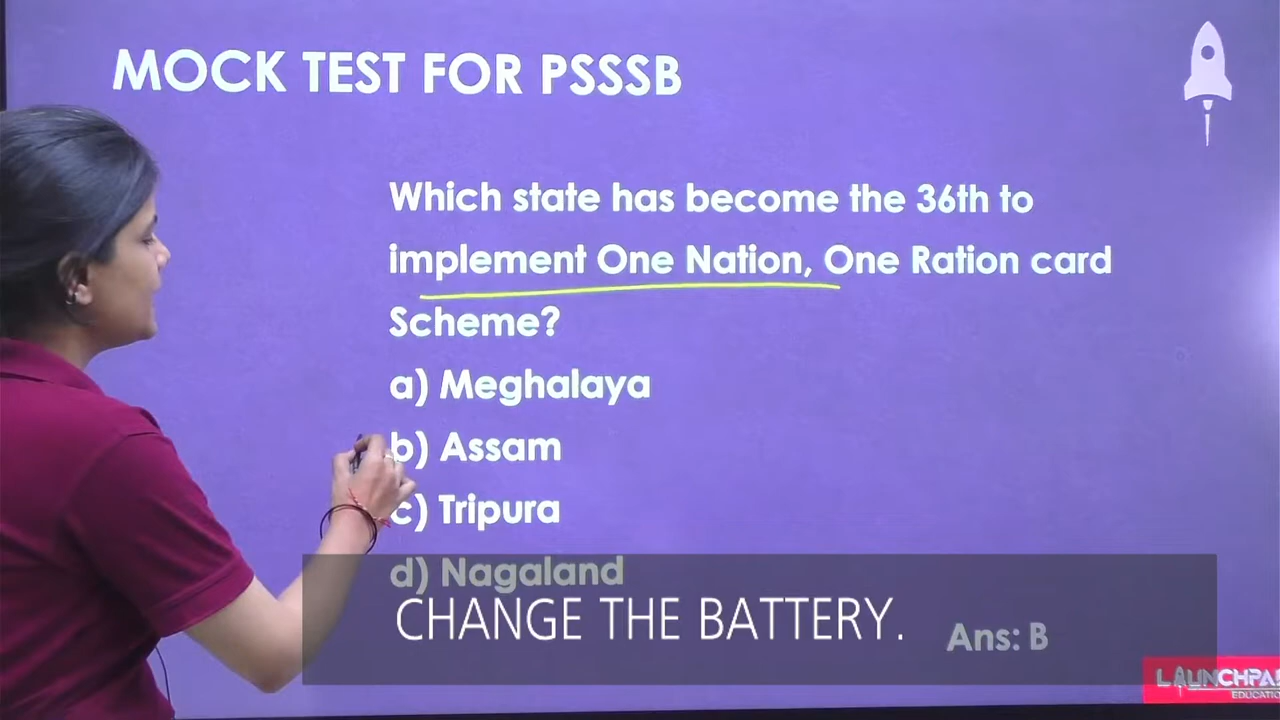 MOCK TEST FOR PSSSB
Which state has become the 36th to
implement One Nation, One Ration card
Scheme?
a) Meghalaya
b) Assam
c) Tripura
d) Nagaland
CHANGE THE BATTERY.
Ans: B
LAUNCHPA
EDUCATIO